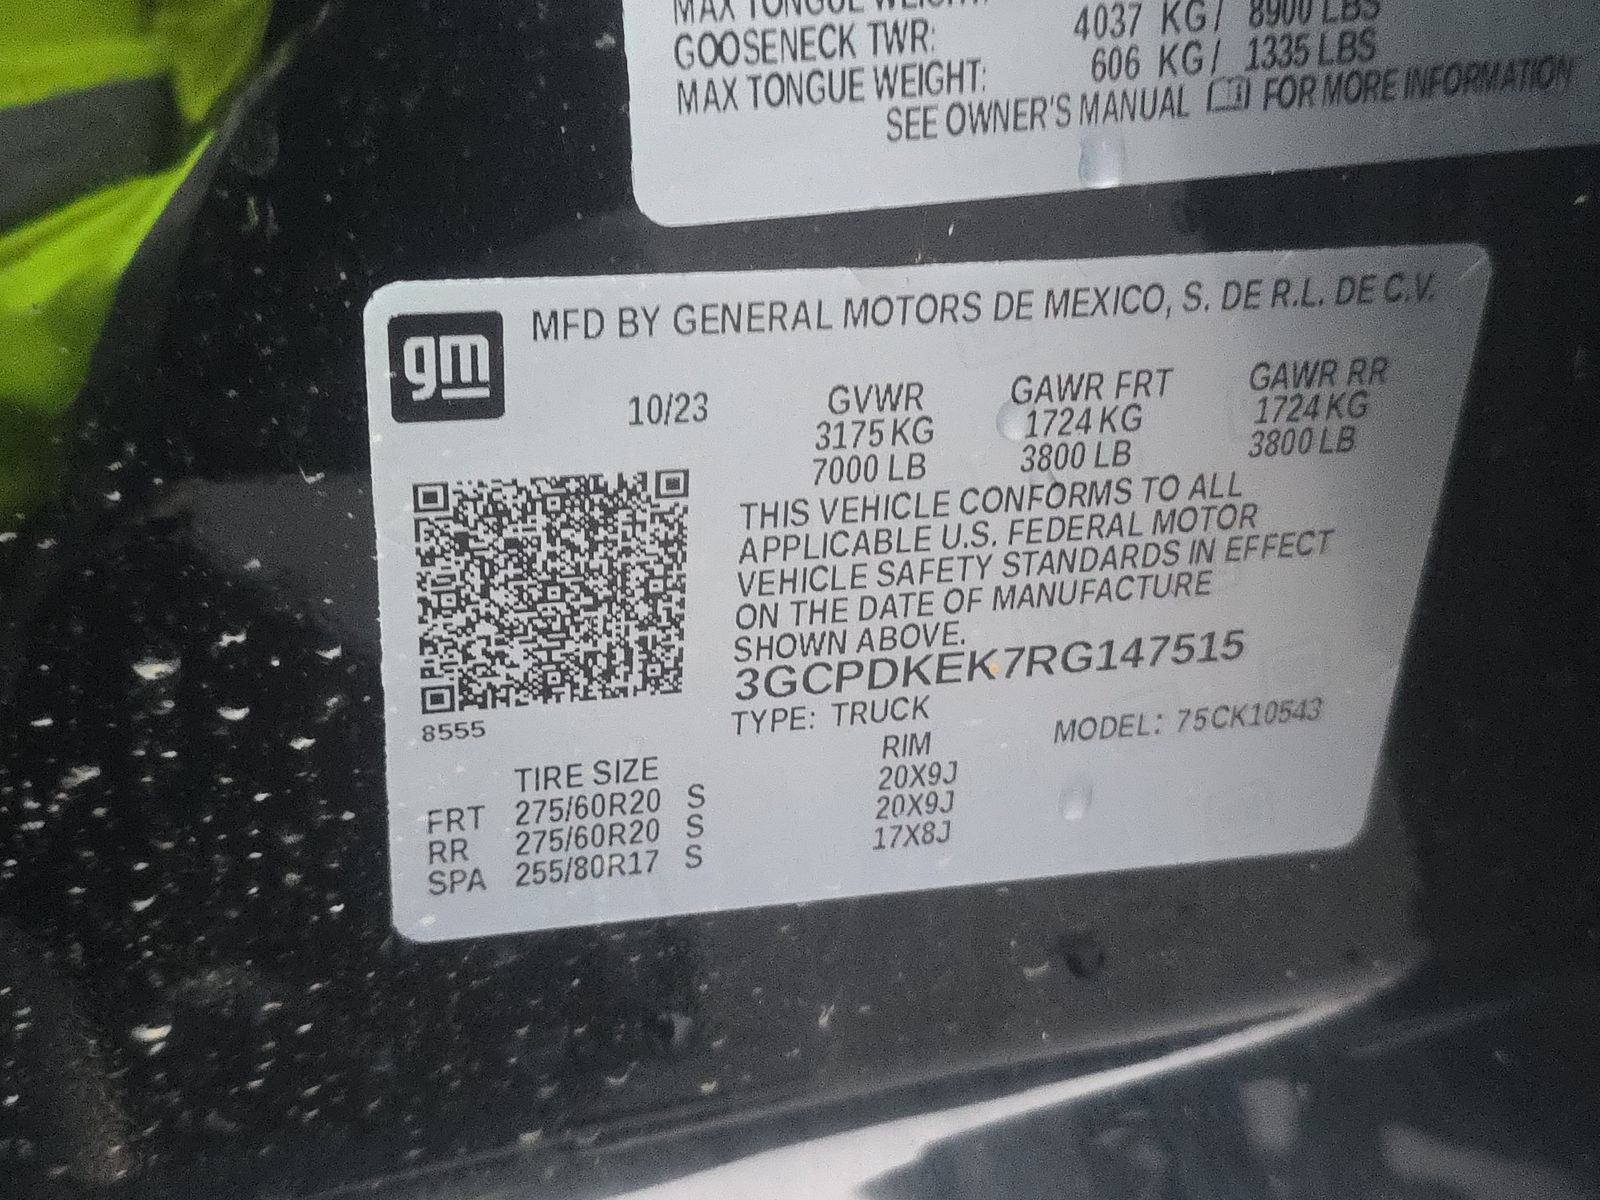 MAX TONGUE WEIGHT:
GOOSENECK TWR: 4037 KG/ 8900 LBS
MAX TONGUE WEIGHT: 606 KG/ 1335 LBS
SEE OWNER'S MANUAL FOR MORE INFORMATION
gm
MFD BY GENERAL MOTORS DE MEXICO, S. DE R.L. DE C.V.
10/23 GVWR GAWR FRT GAWR RR
3175 KG 1724 KG 1724 KG
7000 LB 3800 LB 3800 LB
THIS VEHICLE CONFORMS TO ALL
APPLICABLE U.S. FEDERAL MOTOR
VEHICLE SAFETY STANDARDS IN EFFECT
ON THE DATE OF MANUFACTURE
SHOWN ABOVE.
3GCPDKEK7RG147515
8555
TYPE: TRUCK MODEL: 75CK10543
TIRE SIZE RIM
FRT 275/60R20 S 20X9J
RR 275/60R20 S 20X9J
SPA 255/80R17 S 17X8J